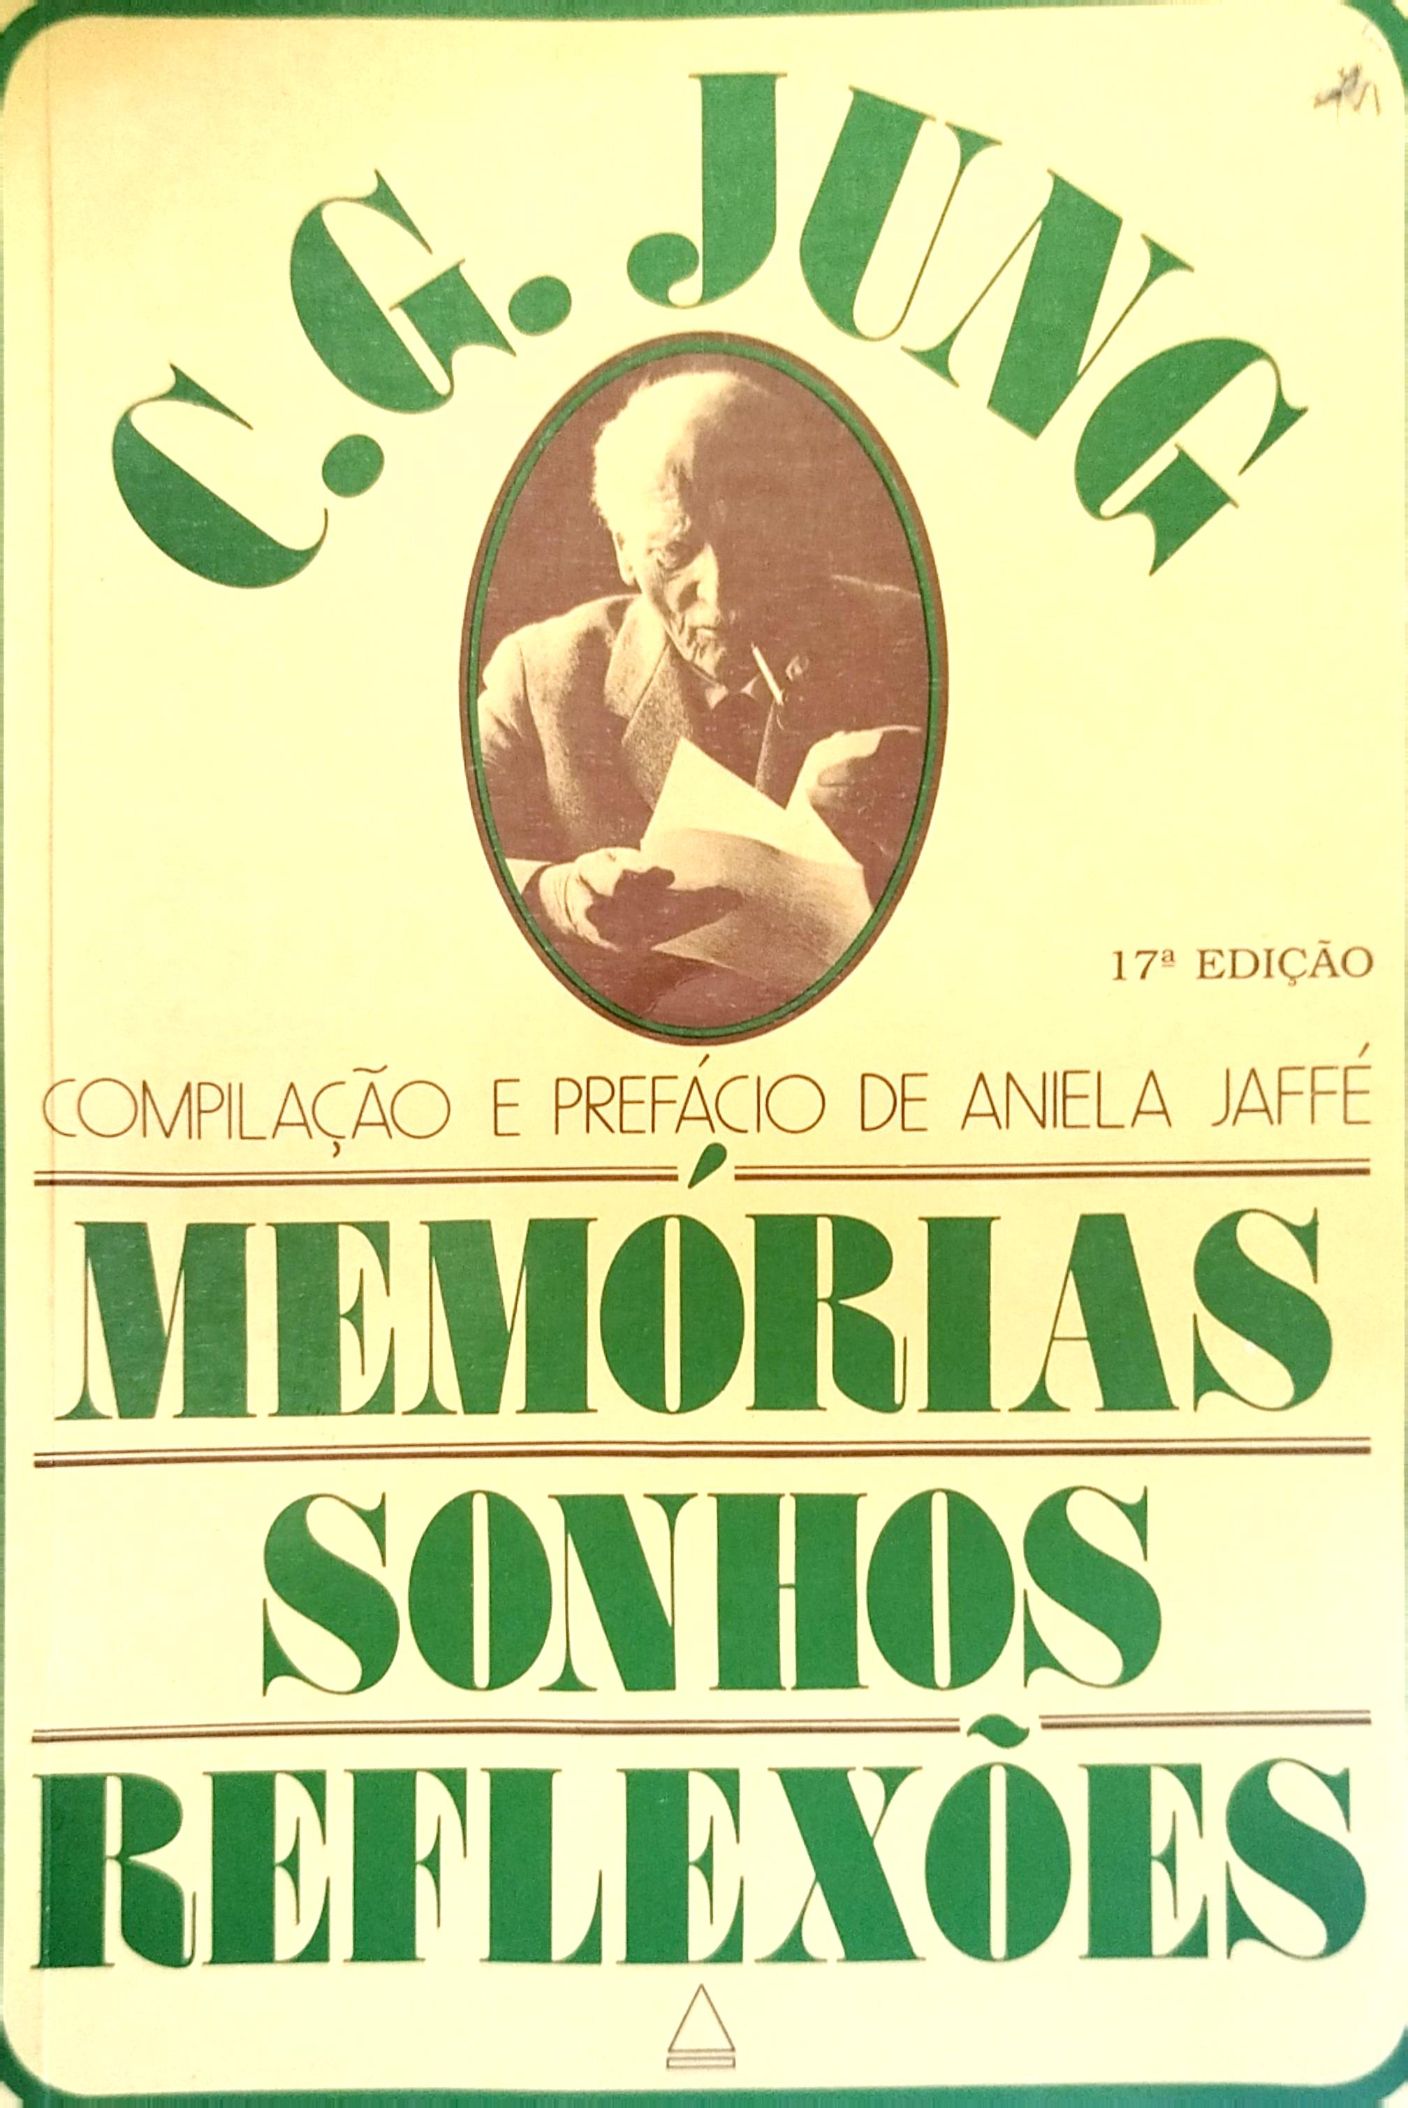 C.G. JUNG
17ª EDIÇÃO
COMPILAÇÃO E PREFÁCIO DE ANIELA JAFFÉ
MEMÓRIAS
SONHOS
REFLEXÕES